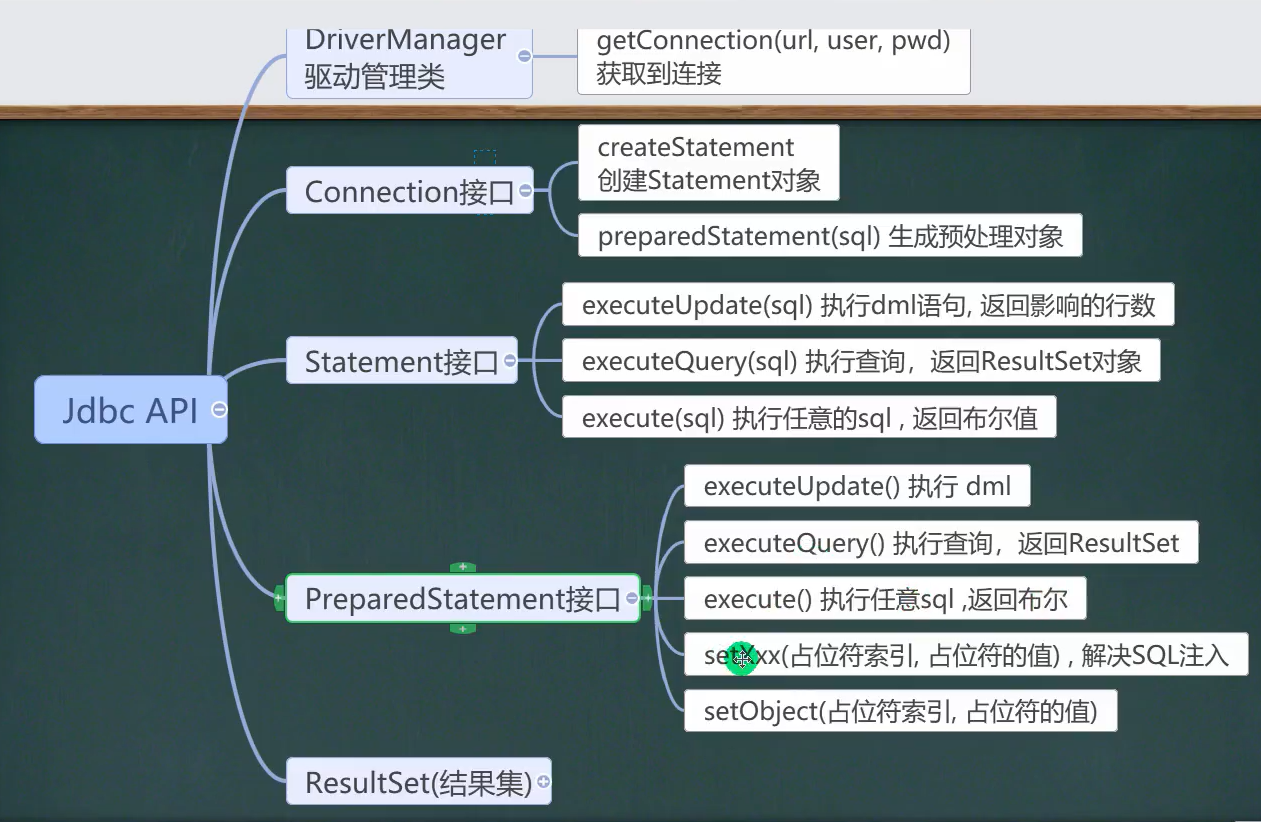 DriverManager
驱动管理类
getConnection(url, user, pwd)
获取到连接
Connection接口
createStatement
创建Statement对象
preparedStatement(sql) 生成预处理对象
Statement接口
executeUpdate(sql) 执行dml语句, 返回影响的行数
executeQuery(sql) 执行查询，返回ResultSet对象
execute(sql) 执行任意的sql , 返回布尔值
Jdbc API
PreparedStatement接口
executeUpdate() 执行 dml
executeQuery() 执行查询，返回ResultSet
execute() 执行任意sql ,返回布尔
setXxx(占位符索引, 占位符的值) , 解决SQL注入
setObject(占位符索引, 占位符的值)
ResultSet(结果集)